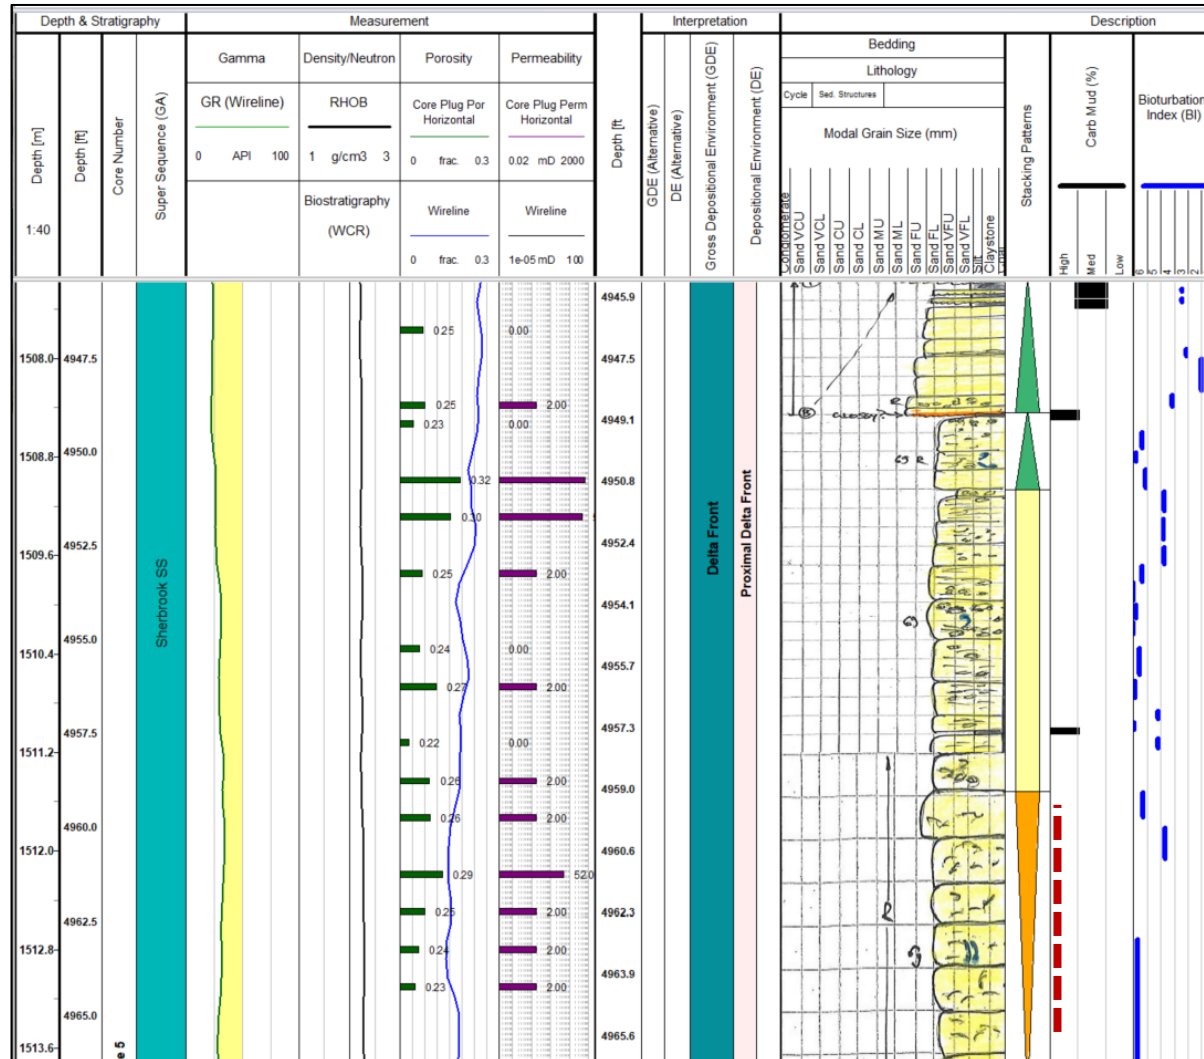 Depth & Stratigraphy
Measurement
Interpretation
Description
Depth [m]
Depth [ft]
Core Number
Super Sequence (GA)
Gamma
Density/Neutron
Porosity
Permeability
GR (Wireline)
0 API 100
RHOB
1 g/cm3 3
Biostratigraphy
(WCR)
Core Plug Por
Horizontal
0 frac. 0.3
Wireline
0 frac. 0.3
Core Plug Perm
Horizontal
0.02 mD 2000
Wireline
1e-05 mD 100
Depth [ft
GDE (Alternative)
DE (Alternative)
Gross Depositional Environment (GDE)
Depositional Environment (DE)
Bedding
Lithology
Cycle
Sed. Structures
Modal Grain Size (mm)
Conglomerate
Sand VCU
Sand VCL
Sand CU
Sand CL
Sand MU
Sand ML
Sand FU
Sand FL
Sand VFU
Sand VFL
Silt
Claystone
Stacking Patterns
Carb Mud (%)
High
Med
Low
Bioturbation
Index (BI)
6
5
4
3
2
1:40
1508.0
1508.8
1509.6
1510.4
1511.2
1512.0
1512.8
1513.6
4947.5
4950.0
4952.5
4955.0
4957.5
4960.0
4962.5
4965.0
e 5
Sherbrook SS
0.25
0.25
0.23
0.32
0.30
0.25
0.24
0.27
0.22
0.26
0.26
0.29
0.25
0.24
0.23
0.00
2.00
0.00
2.00
0.00
2.00
0.00
2.00
2.00
52.0
2.00
2.00
2.00
4945.9
4947.5
4949.1
4950.8
4952.4
4954.1
4955.7
4957.3
4959.0
4960.6
4962.3
4963.9
4965.6
Delta Front
Proximal Delta Front
R
R
R